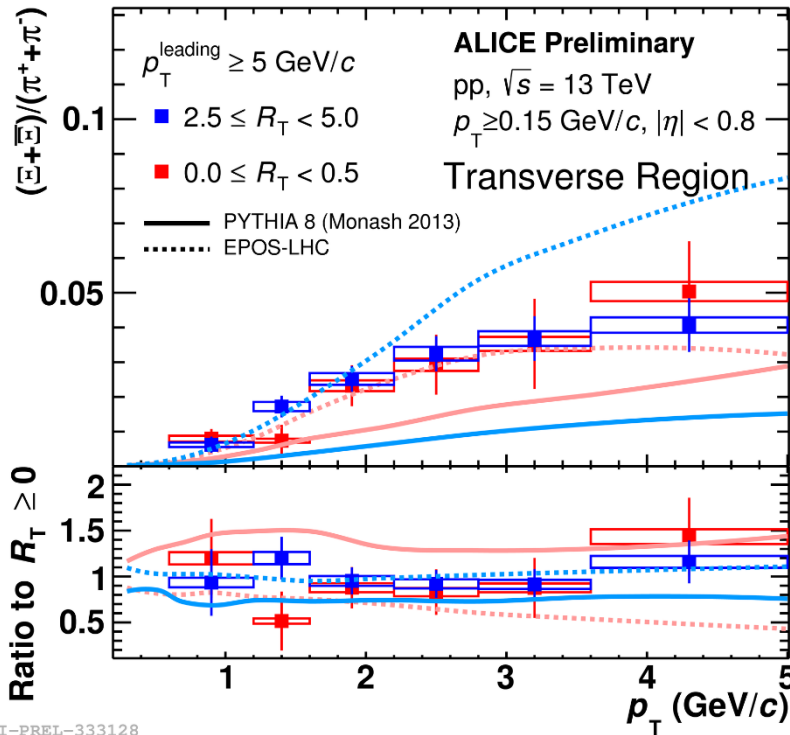 (Ξ+Ξ̅)/(π⁺+π⁻)
0.1
0.05
p_T^leading ≥ 5 GeV/c
2.5 ≤ R_T < 5.0
0.0 ≤ R_T < 0.5
PYTHIA 8 (Monash 2013)
EPOS-LHC
ALICE Preliminary
pp, √s = 13 TeV
p_T≥0.15 GeV/c, |η| < 0.8
Transverse Region
Ratio to R_T ≥ 0
2
1.5
1
0.5
1 2 3 4 5
p_T (GeV/c)
I-PREL-333128